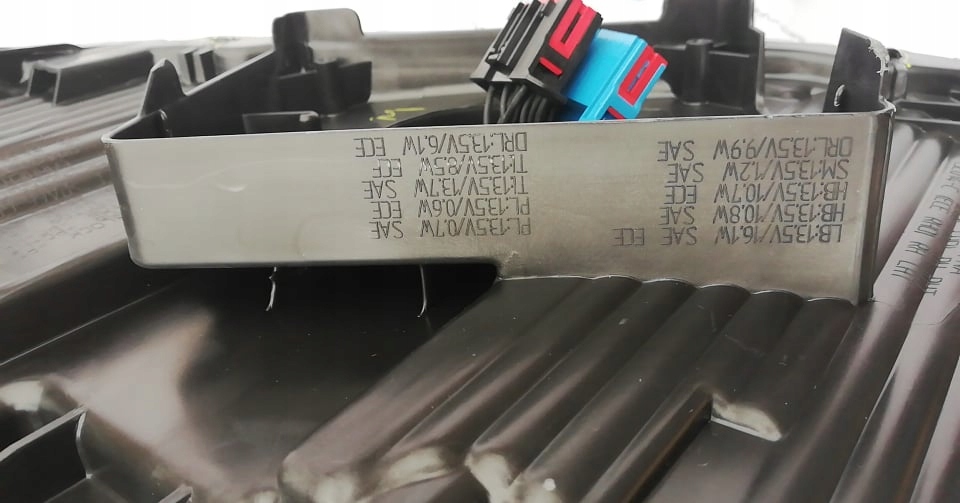 LB:13.5V/16.1W SAE ECE
HB:13.5V/10.8W SAE
HB:13.5V/10.7W ECE
SM:13.5V/1.2W SAE
DRL:13.5V/9.9W SAE
PL:13.5V/0.7W SAE
PL:13.5V/0.6W ECE
TI:13.5V/13.7W SAE
TI:13.5V/8.5W ECE
DRL:13.5V/6.1W ECE